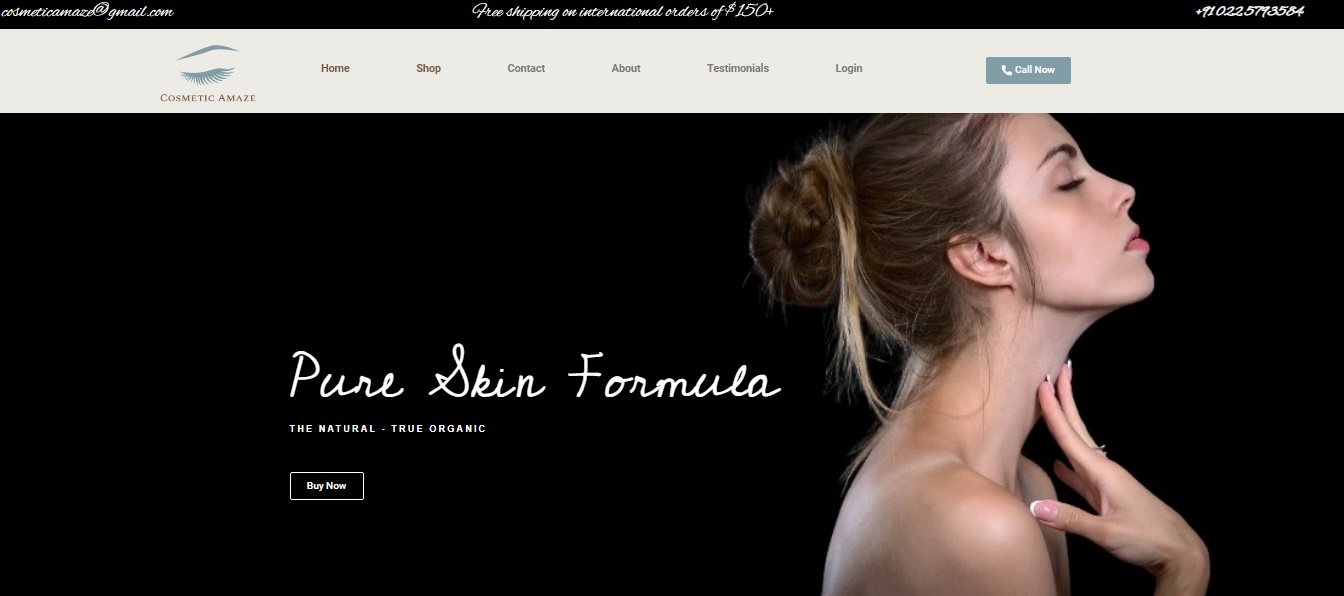 cosmeticamaze@gmail.com
Free shipping on international orders of $150+
+910225793584
COSMETIC AMAZE
Home
Shop
Contact
About
Testimonials
Login
Call Now
Pure Skin Formula
THE NATURAL - TRUE ORGANIC
Buy Now